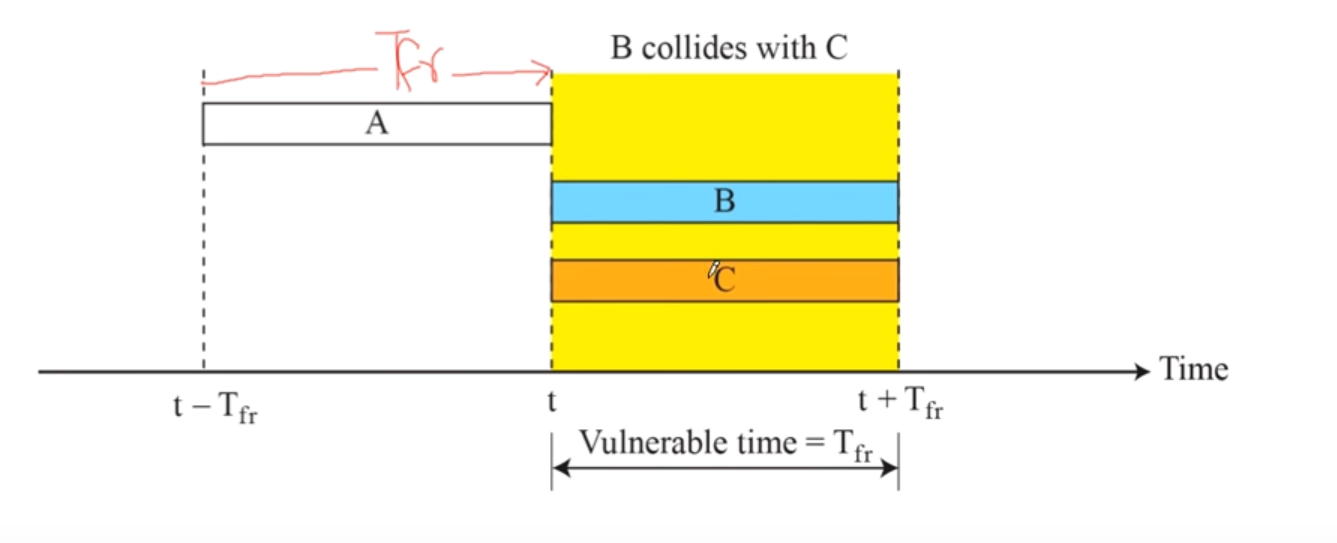 Tfr
B collides with C
A
B
C
Time
t – Tfr
t
t + Tfr
Vulnerable time = Tfr